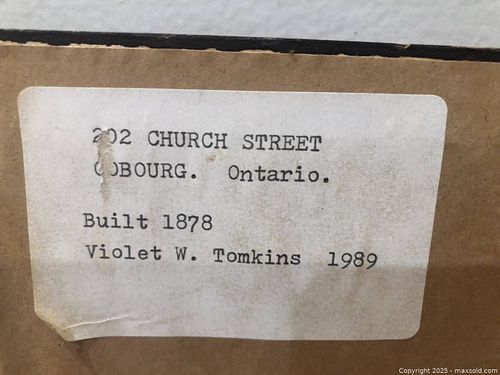 202 CHURCH STREET
COBOURG. Ontario.
Built 1878
Violet W. Tomkins 1989
Copyright 2025 - maxsold.com